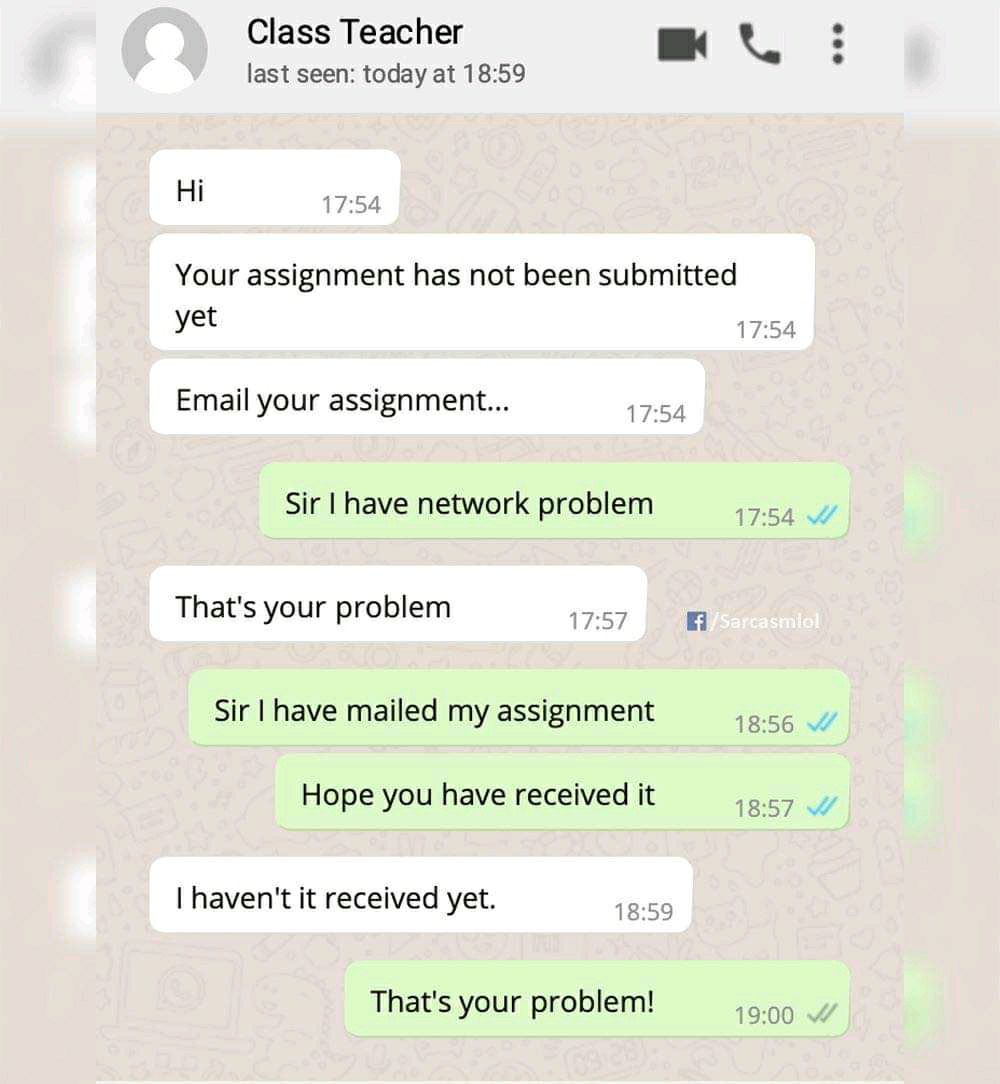 Class Teacher
last seen: today at 18:59
Hi
17:54
Your assignment has not been submitted
yet
17:54
Email your assignment...
17:54
Sir I have network problem
17:54
That's your problem
17:57
/Sarcasmlol
Sir I have mailed my assignment
18:56
Hope you have received it
18:57
I haven't it received yet.
18:59
That's your problem!
19:00